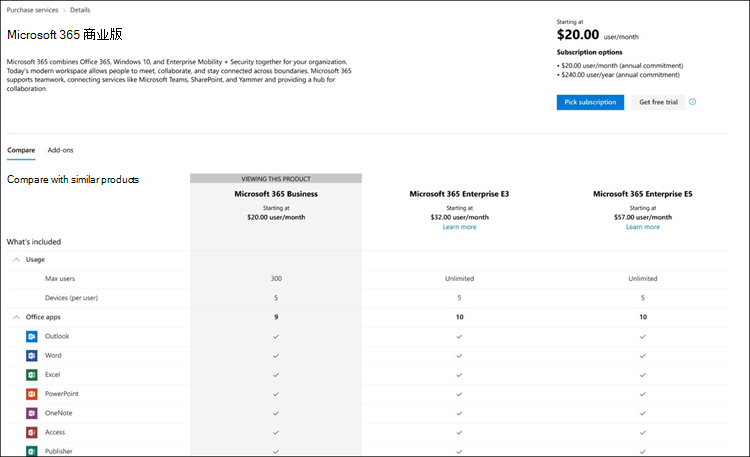 Purchase services > Details
Microsoft 365 商业版
Microsoft 365 combines Office 365, Windows 10, and Enterprise Mobility + Security together for your organization.
Today's modern workspace allows people to meet, collaborate, and stay connected across boundaries. Microsoft 365
supports teamwork, connecting services like Microsoft Teams, SharePoint, and Yammer and providing a hub for
collaboration.
Starting at
$20.00 user/month
Subscription options
• $20.00 user/month (annual commitment)
• $240.00 user/year (annual commitment)
Pick subscription Get free trial
Compare Add-ons
Compare with similar products
VIEWING THIS PRODUCT
Microsoft 365 Business Microsoft 365 Enterprise E3 Microsoft 365 Enterprise E5
Starting at Starting at Starting at
$20.00 user/month $32.00 user/month $57.00 user/month
Learn more Learn more
What's included
Usage
Max users 300 Unlimited Unlimited
Devices (per user) 5 5 5
Office apps 9 10 10
Outlook ✓ ✓ ✓
Word ✓ ✓ ✓
Excel ✓ ✓ ✓
PowerPoint ✓ ✓ ✓
OneNote ✓ ✓ ✓
Access ✓ ✓ ✓
Publisher ✓ ✓ ✓